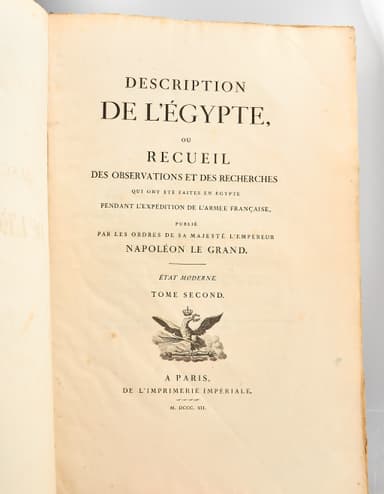 DESCRIPTION
DE L'ÉGYPTE,
OU
RECUEIL
DES OBSERVATIONS ET DES RECHERCHES
QUI ONT ÉTÉ FAITES EN ÉGYPTE
PENDANT L'EXPÉDITION DE L'ARMÉE FRANÇAISE,
PUBLIÉ
PAR LES ORDRES DE SA MAJESTÉ L'EMPEREUR
NAPOLÉON LE GRAND.
ÉTAT MODERNE.
TOME SECOND.
A PARIS,
DE L'IMPRIMERIE IMPÉRIALE.
M. DCCC. XII.